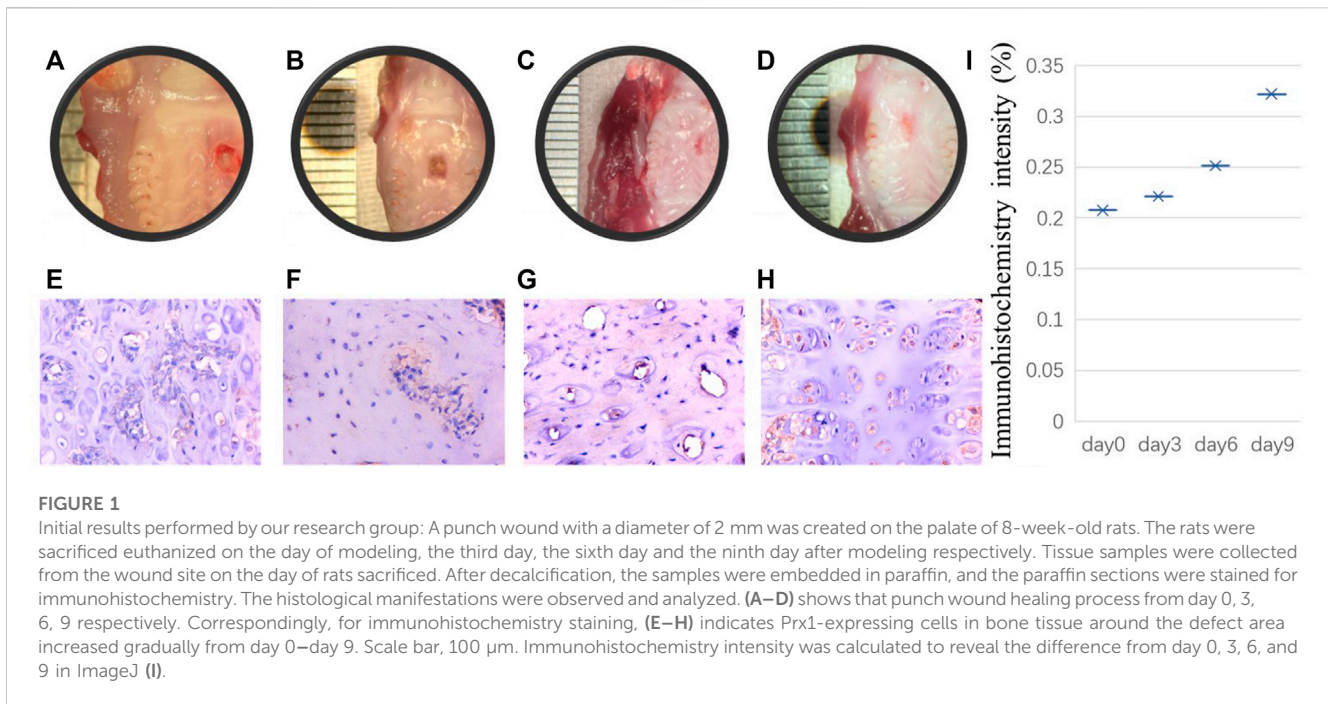 A
B
C
D
I
E
F
G
H
Immunohistochemistry intensity (%)
0.35
0.3
0.25
0.2
0.15
0.1
0.05
0
day0 day3 day6 day9
FIGURE 1
Initial results performed by our research group: A punch wound with a diameter of 2 mm was created on the palate of 8-week-old rats. The rats were
sacrificed euthanized on the day of modeling, the third day, the sixth day and the ninth day after modeling respectively. Tissue samples were collected
from the wound site on the day of rats sacrificed. After decalcification, the samples were embedded in paraffin, and the paraffin sections were stained for
immunohistochemistry. The histological manifestations were observed and analyzed. (A–D) shows that punch wound healing process from day 0, 3,
6, 9 respectively. Correspondingly, for immunohistochemistry staining, (E–H) indicates Prx1-expressing cells in bone tissue around the defect area
increased gradually from day 0–day 9. Scale bar, 100 μm. Immunohistochemistry intensity was calculated to reveal the difference from day 0, 3, 6, and
9 in ImageJ (I).